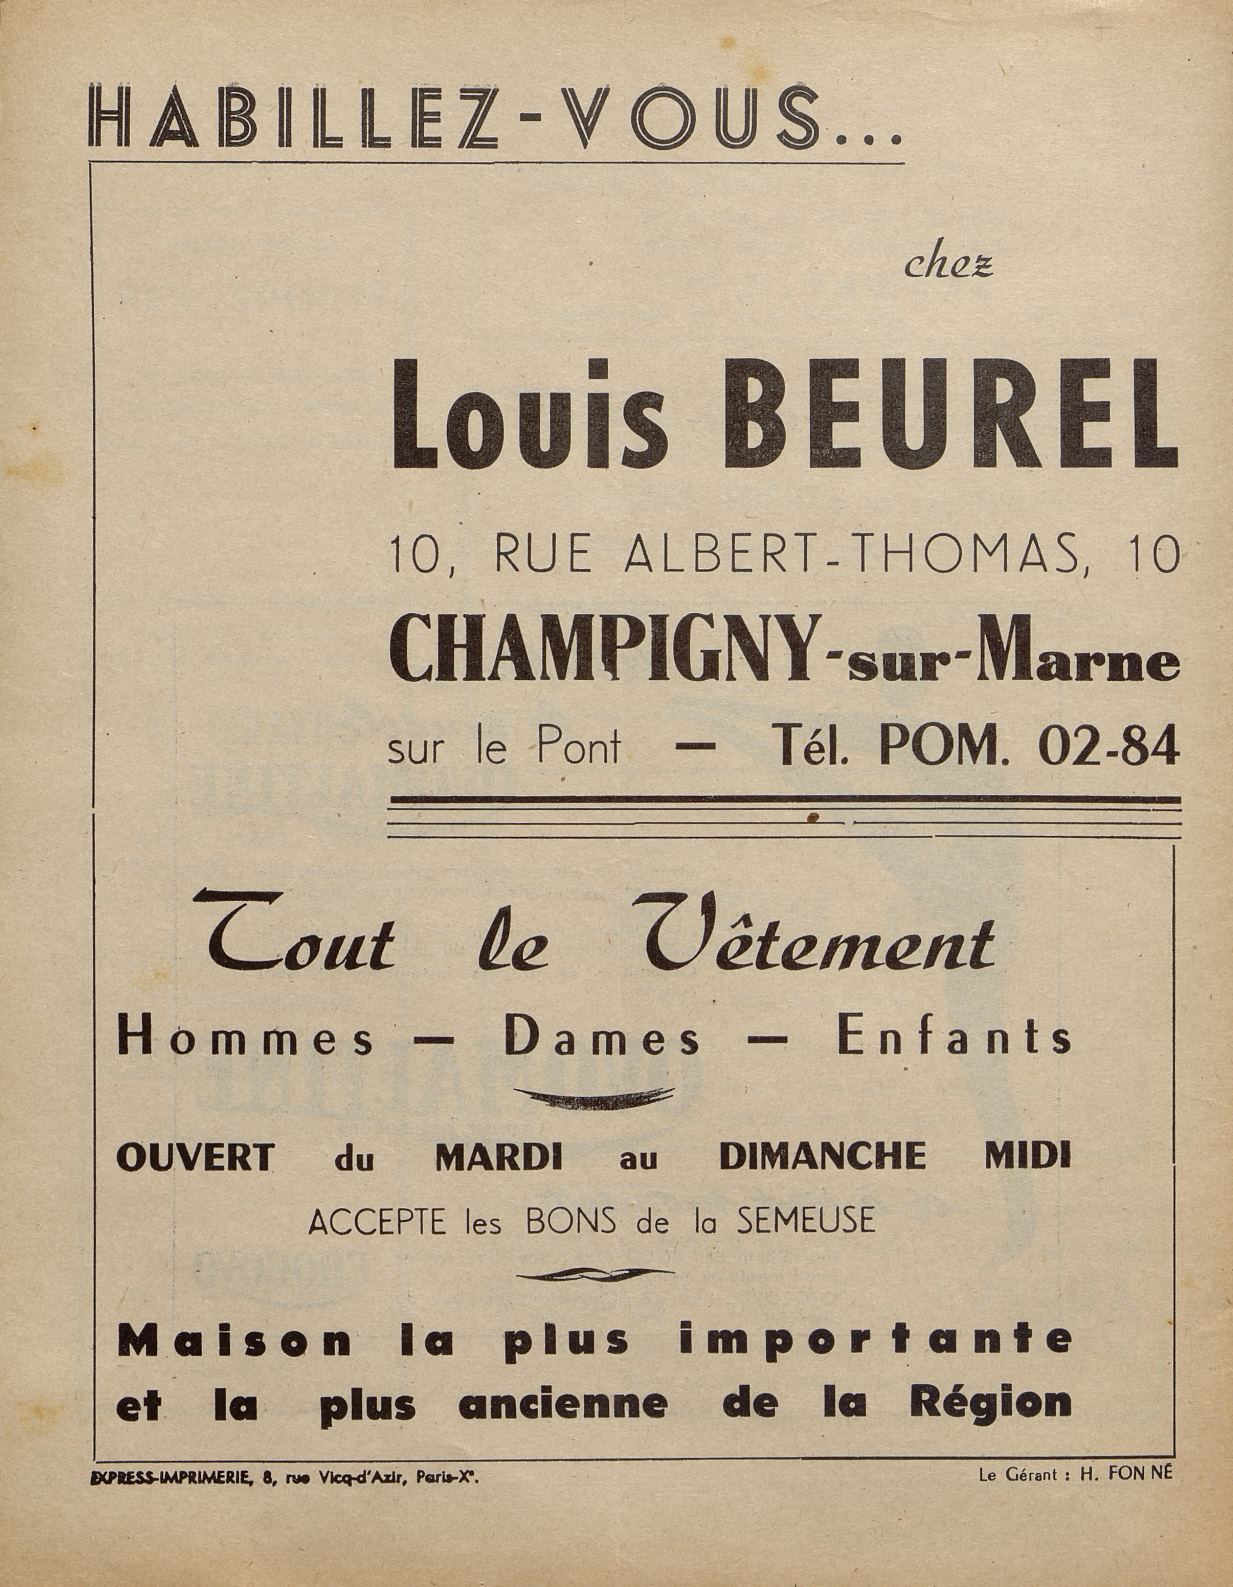 HABILLEZ-VOUS...
chez
Louis BEUREL
10, RUE ALBERT-THOMAS, 10
CHAMPIGNY-sur-Marne
sur le Pont — Tél. POM. 02-84
Tout le Vêtement
Hommes — Dames — Enfants
OUVERT du MARDI au DIMANCHE MIDI
ACCEPTE les BONS de la SEMEUSE
Maison la plus importante
et la plus ancienne de la Région
EXPRESS-IMPRIMERIE, 8, rue Vicq-d'Azir, Paris-Xe.
Le Gérant : H. FONNÉ